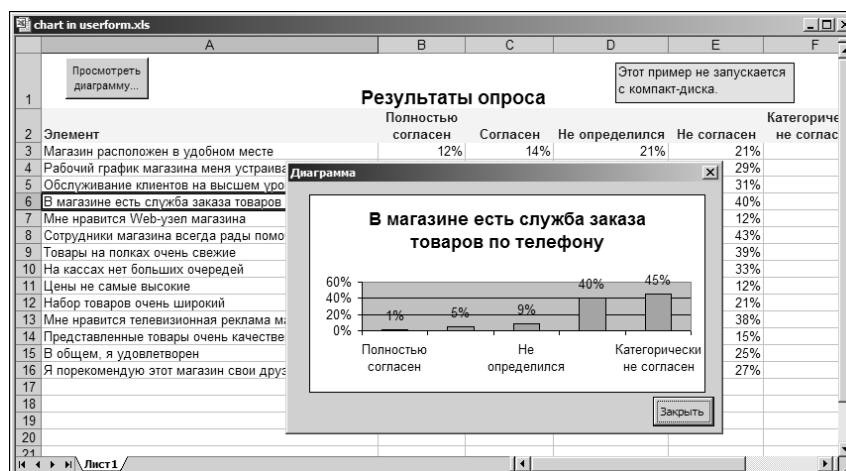 chart in userform.xls
A B C D E F
Просмотреть
диаграмму...
Этот пример не запускается
с компакт-диска.
1 Результаты опроса
Полностью Категориче
2 Элемент согласен Согласен Не определился Не согласен не соглас
3 Магазин расположен в удобном месте 12% 14% 21% 21%
4 Рабочий график магазина меня устраива 29%
5 Обслуживание клиентов на высшем уро 31%
6 В магазине есть служба заказа товаров 40%
7 Мне нравится Web-узел магазина 12%
8 Сотрудники магазина всегда рады помо 43%
9 Товары на полках очень свежие 39%
10 На кассах нет больших очередей 33%
11 Цены не самые высокие 12%
12 Набор товаров очень широкий 21%
13 Мне нравится телевизионная реклама ма 38%
14 Представленные товары очень качестве 15%
15 В общем, я удовлетворен 25%
16 Я порекомендую этот магазин свои друз 27%
17
18
19
20
21
Диаграмма
В магазине есть служба заказа
товаров по телефону
60%
40%
20%
0%
1% 5% 9% 40% 45%
Полностью
согласен
Не
определился
Категорически
не согласен
Закрыть
Лист1